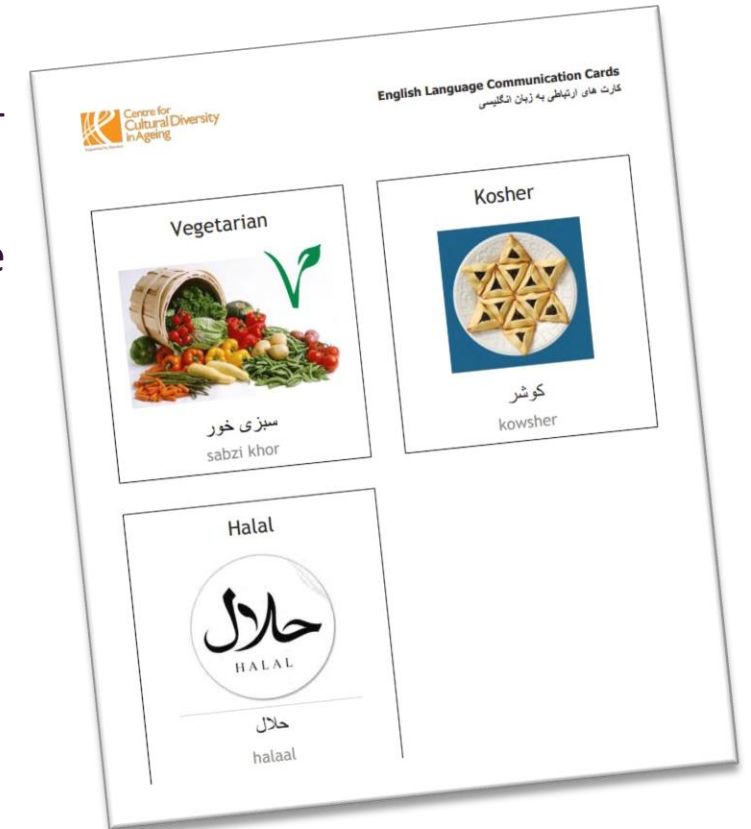 Centre for
Cultural Diversity
in Ageing
English Language Communication Cards
کارت های ارتباطی به زبان انگلیسی
Vegetarian
سبزی خور
sabzi khor
Kosher
کوشر
kowsher
Halal
حلال
HALAL
حلال
halaal